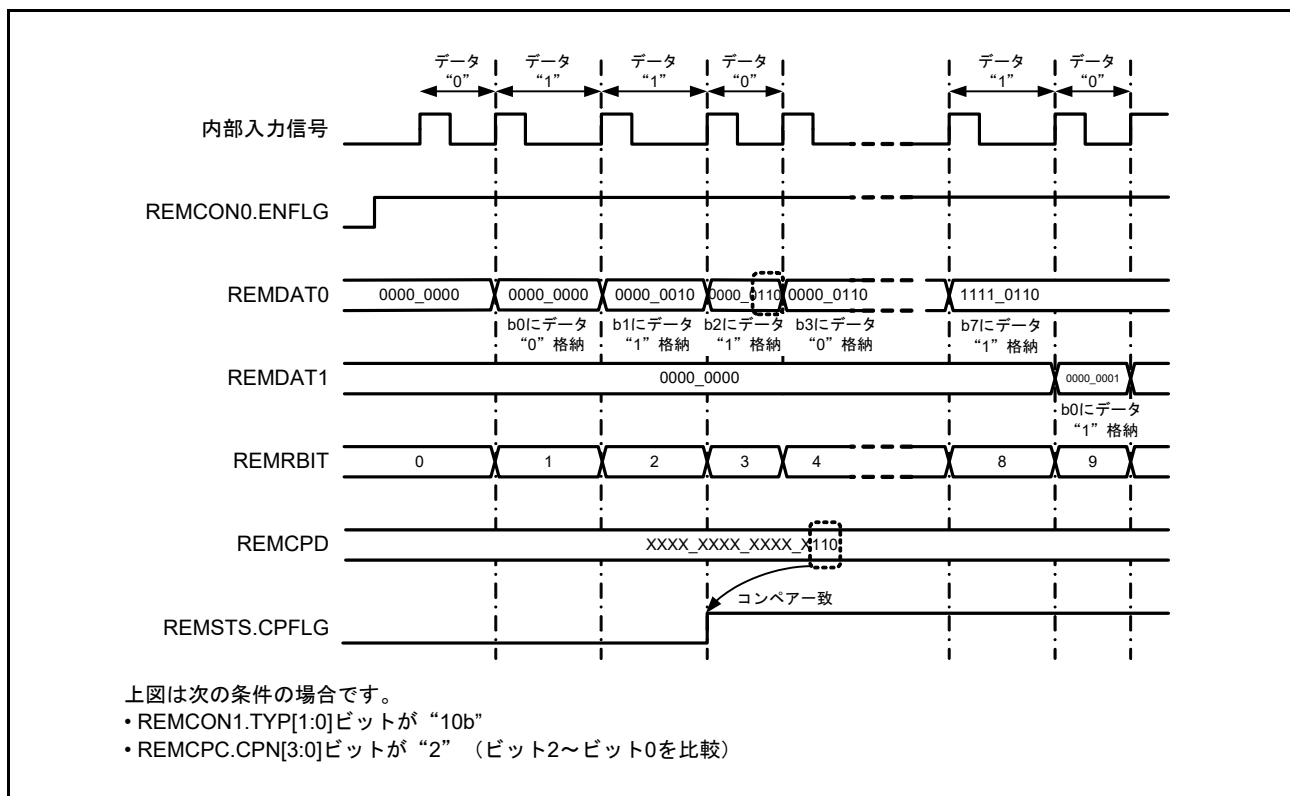 データ データ データ データ データ データ
“0” “1” “1” “0” “1” “0”
内部入力信号
REMCON0.ENFLG
REMDAT0 0000_0000 0000_0000 0000_0010 0000_0110 0000_0110 1111_0110
b0にデータ b1にデータ b2にデータ b3にデータ b7にデータ
“0” 格納 “1” 格納 “1” 格納 “0” 格納 “1” 格納
REMDAT1 0000_0000 0000_0001
b0にデータ
“1” 格納
REMRBIT 0 1 2 3 4 8 9
REMCPD XXXX_XXXX_XXXX_X110
コンペア一致
REMSTS.CPFLG
上図は次の条件の場合です。
• REMCON1.TYP[1:0]ビットが “10b”
• REMCPC.CPN[3:0]ビットが “2” （ビット2～ビット0を比較）